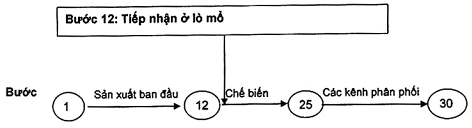 Bước 12: Tiếp nhận ở lò mổ
Bước
1
Sản xuất ban đầu
12
Chế biến
25
Các kênh phân phối
30